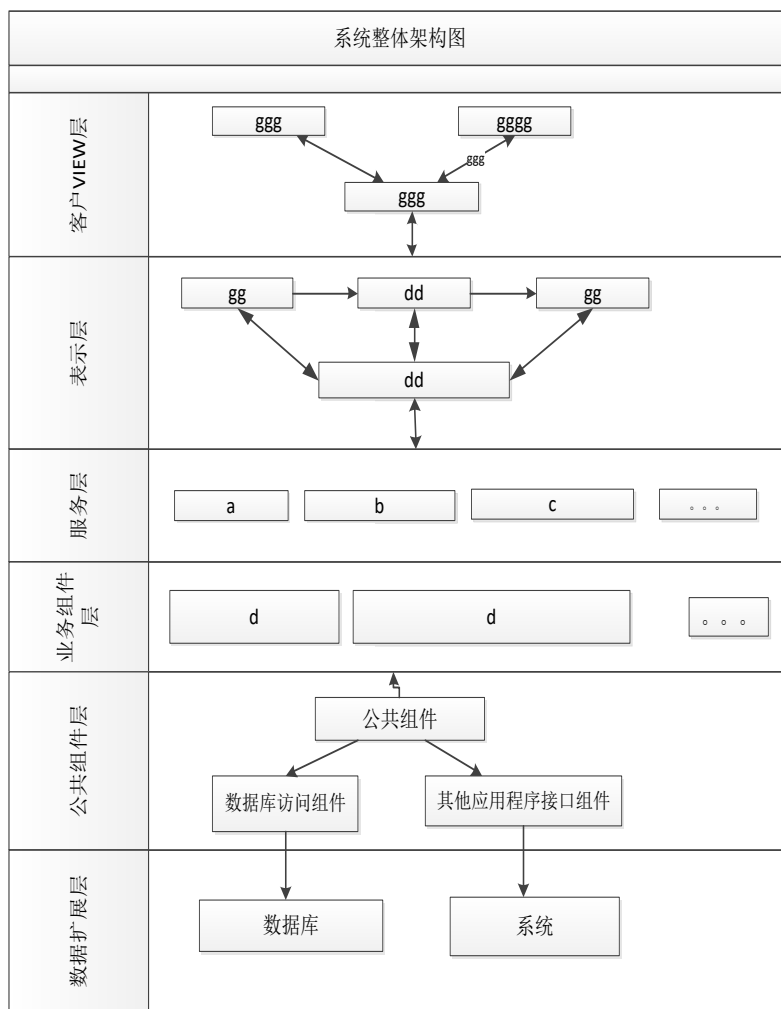 系统整体架构图
客户VIEW层
ggg
gggg
ggg
ggg
表示层
gg
dd
gg
dd
服务层
a
b
c
。。。
业务组件
层
d
d
。。。
公共组件层
公共组件
数据库访问组件
其他应用程序接口组件
数据扩展层
数据库
系统